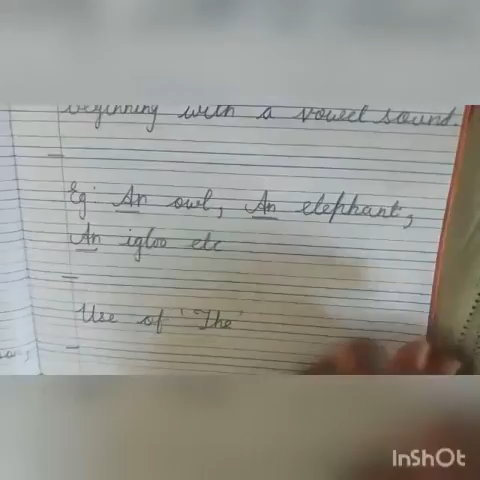 beginning with a vowel sound.
Eg: An owl, An elephant,
An igloo etc
Use of 'The'
InShOt